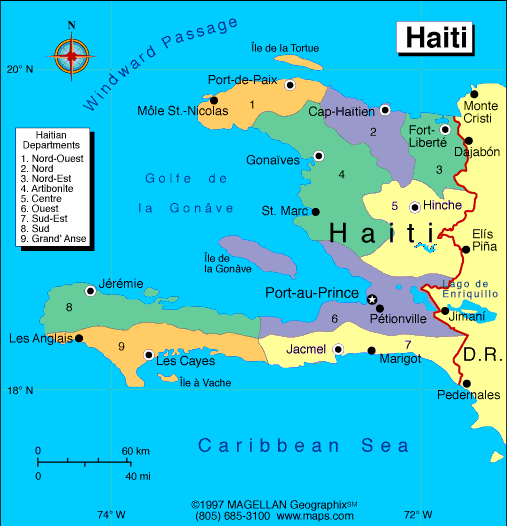 Haiti
Windward Passage
Île de la Tortue
20° N
Port-de-Paix
Môle St.-Nicolas
1
Cap-Haïtien
2
Monte
Cristi
Fort-
Liberté
Dajabón
3
Haitian
Departments
1. Nord-Ouest
2. Nord
3. Nord-Est
4. Artibonite
5. Centre
6. Ouest
7. Sud-Est
8. Sud
9. Grand' Anse
Gonaïves
4
Golfe de
la Gonâve
5
Hinche
St. Marc
Haiti
Elís
Piña
Île de
la Gonâve
Lago de
Enriquillo
Jérémie
Port-au-Prince
8
6
Pétionville
Jimaní
Les Anglais
9
Les Cayes
Jacmel
7
Marigot
D.R.
Île à Vache
18° N
Pedernales
Caribbean Sea
0 60 km
0 40 mi
74° W
72° W
©1997 MAGELLAN Geographix℠
(805) 685-3100 www.maps.com